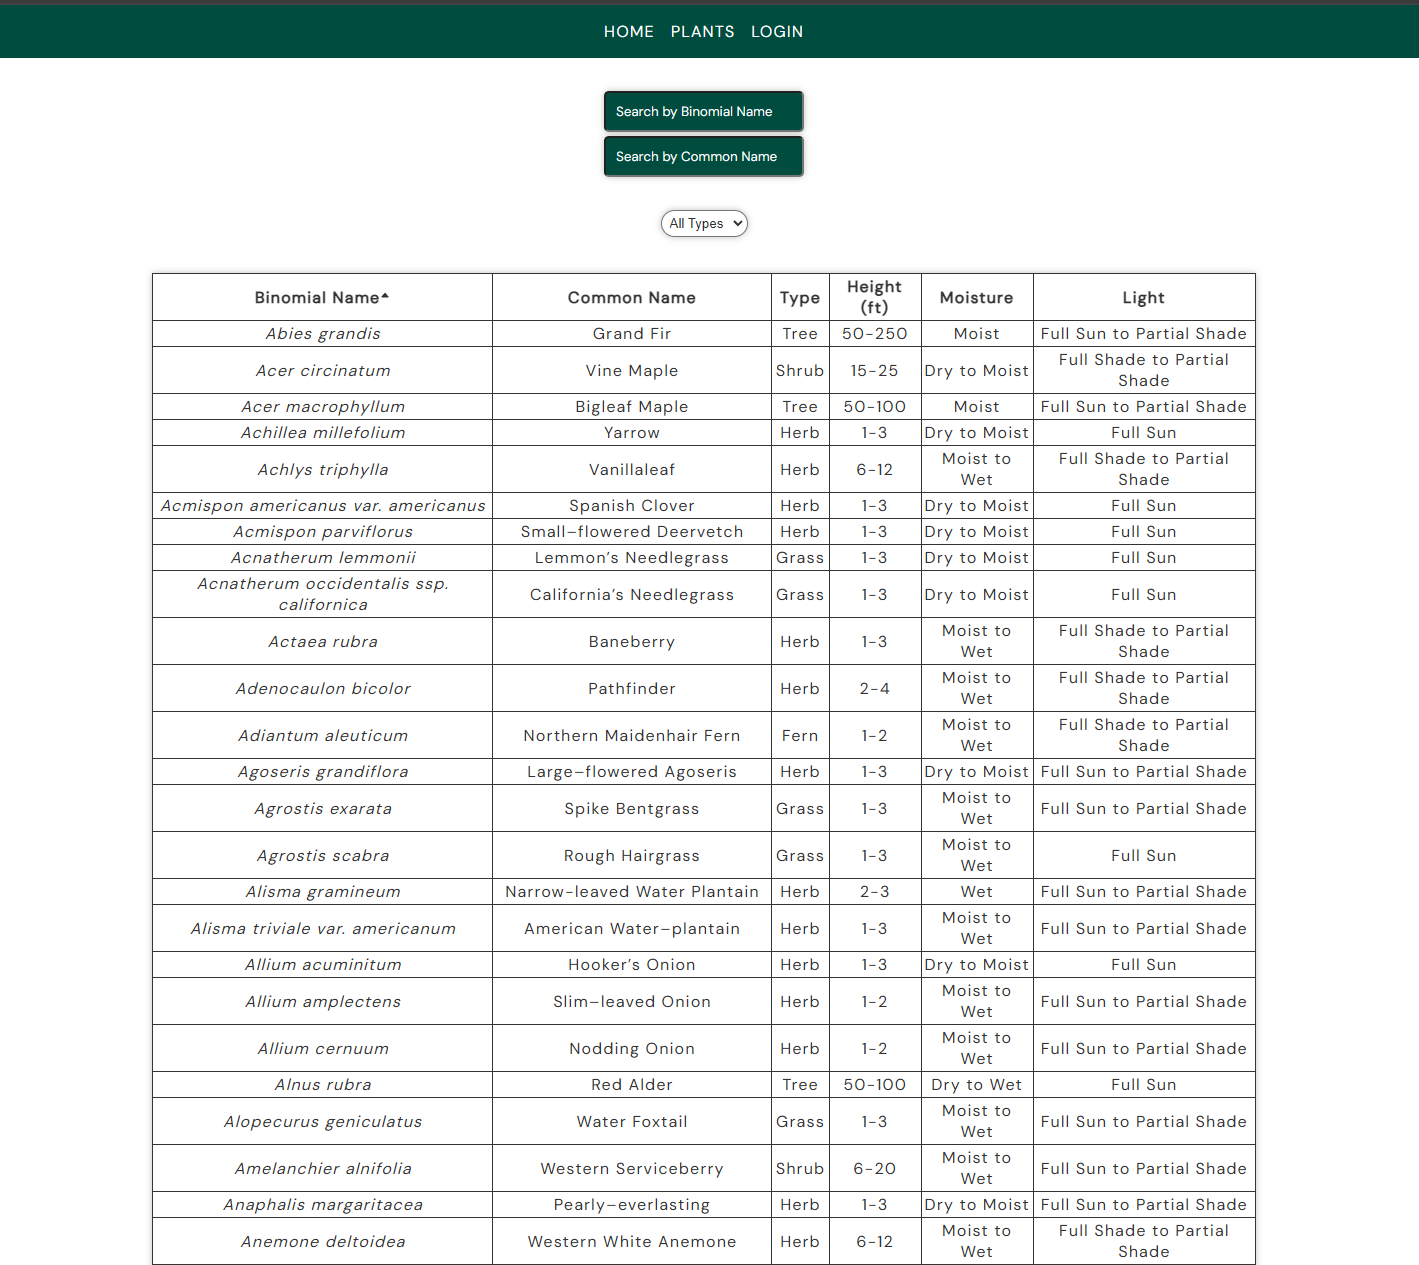 HOME PLANTS LOGIN
Search by Binomial Name
Search by Common Name
All Types
Binomial Name Common Name Type Height (ft) Moisture Light
Abies grandis Grand Fir Tree 50-250 Moist Full Sun to Partial Shade
Acer circinatum Vine Maple Shrub 15-25 Dry to Moist Full Shade to Partial Shade
Acer macrophyllum Bigleaf Maple Tree 50-100 Moist Full Sun to Partial Shade
Achillea millefolium Yarrow Herb 1-3 Dry to Moist Full Sun
Achlys triphylla Vanillaleaf Herb 6-12 Moist to Wet Full Shade to Partial Shade
Acmispon americanus var. americanus Spanish Clover Herb 1-3 Dry to Moist Full Sun
Acmispon parviflorus Small–flowered Deervetch Herb 1-3 Dry to Moist Full Sun
Acnatherum lemmonii Lemmon’s Needlegrass Grass 1-3 Dry to Moist Full Sun
Acnatherum occidentalis ssp. californica California’s Needlegrass Grass 1-3 Dry to Moist Full Sun
Actaea rubra Baneberry Herb 1-3 Moist to Wet Full Shade to Partial Shade
Adenocaulon bicolor Pathfinder Herb 2-4 Moist to Wet Full Shade to Partial Shade
Adiantum aleuticum Northern Maidenhair Fern Fern 1-2 Moist to Wet Full Shade to Partial Shade
Agoseris grandiflora Large–flowered Agoseris Herb 1-3 Dry to Moist Full Sun to Partial Shade
Agrostis exarata Spike Bentgrass Grass 1-3 Moist to Wet Full Sun to Partial Shade
Agrostis scabra Rough Hairgrass Grass 1-3 Moist to Wet Full Sun
Alisma gramineum Narrow-leaved Water Plantain Herb 2-3 Wet Full Sun to Partial Shade
Alisma triviale var. americanum American Water–plantain Herb 1-3 Moist to Wet Full Sun to Partial Shade
Allium acuminitum Hooker’s Onion Herb 1-3 Dry to Moist Full Sun
Allium amplectens Slim–leaved Onion Herb 1-2 Moist to Wet Full Sun to Partial Shade
Allium cernuum Nodding Onion Herb 1-2 Moist to Wet Full Sun to Partial Shade
Alnus rubra Red Alder Tree 50-100 Dry to Wet Full Sun
Alopecurus geniculatus Water Foxtail Grass 1-3 Moist to Wet Full Sun to Partial Shade
Amelanchier alnifolia Western Serviceberry Shrub 6-20 Moist to Wet Full Sun to Partial Shade
Anaphalis margaritacea Pearly–everlasting Herb 1-3 Dry to Moist Full Sun to Partial Shade
Anemone deltoidea Western White Anemone Herb 6-12 Moist to Wet Full Shade to Partial Shade